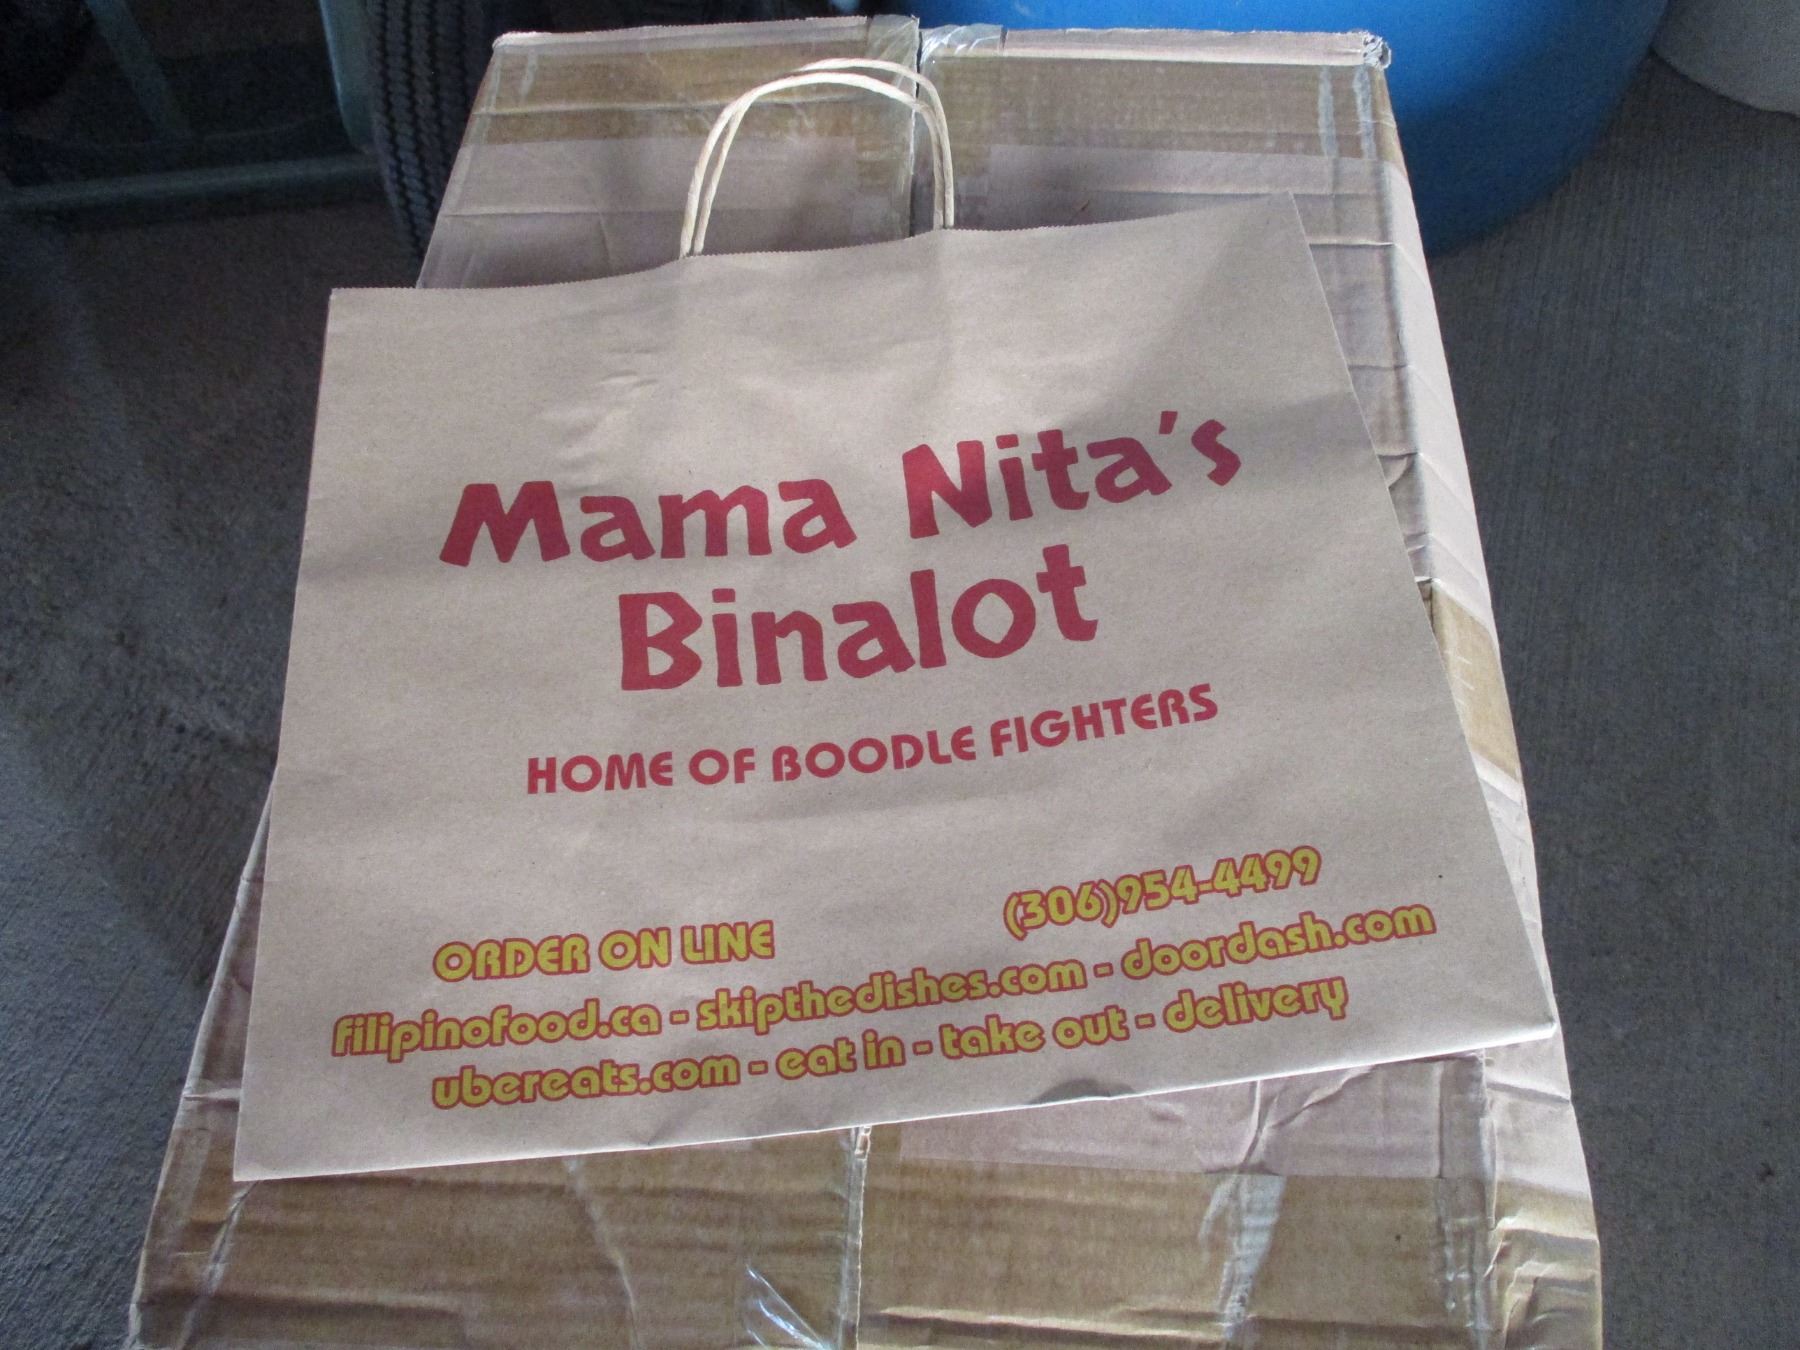 Mama Nita's
Binalot
HOME OF BOODLE FIGHTERS
ORDER ON LINE (306)954-4499
filipinofood.ca - skipthedishes.com - doordash.com
ubereats.com - eat in - take out - delivery